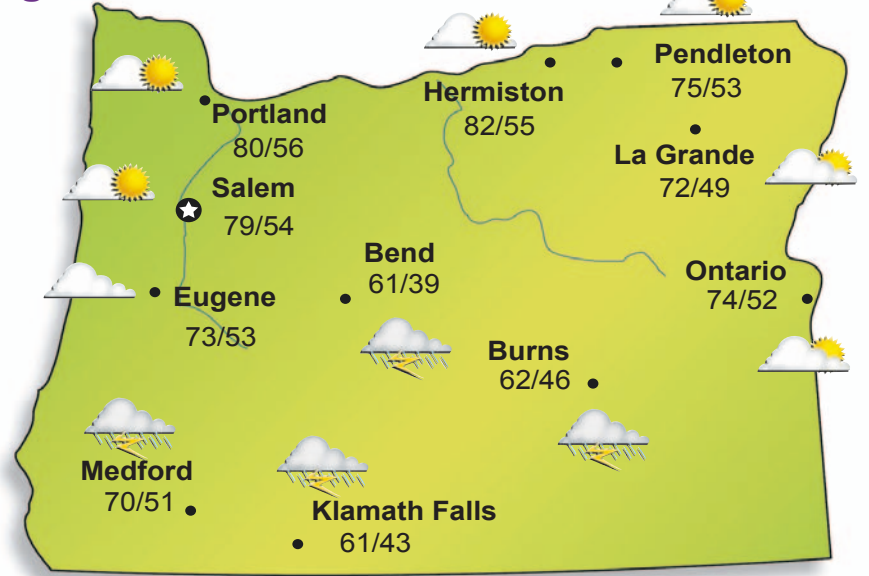 Pendleton
75/53
Hermiston
82/55
Portland
80/56
La Grande
72/49
Salem
79/54
Bend
61/39
Ontario
74/52
Eugene
73/53
Burns
62/46
Medford
70/51
Klamath Falls
61/43